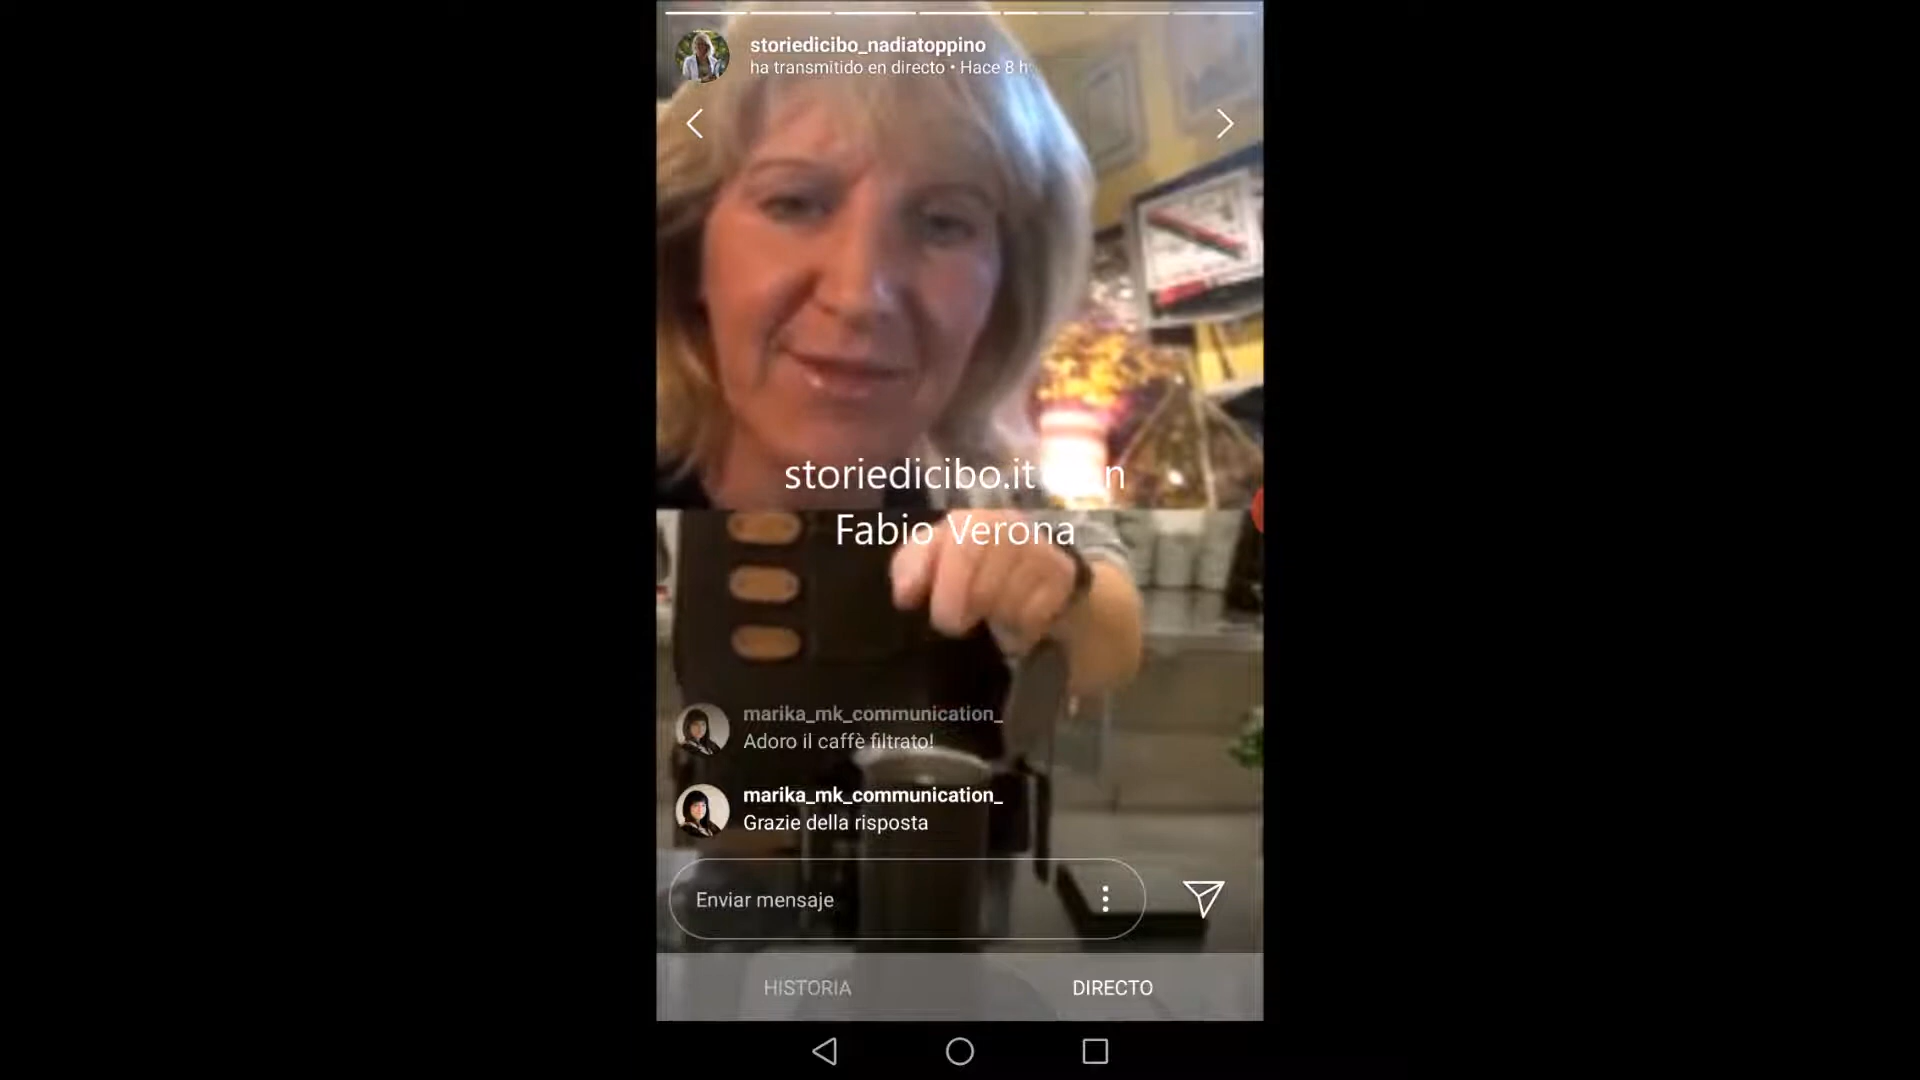 storiedicibo_nadiatoppino
ha transmitido en directo • Hace 8 h
storiedicibo.it
Fabio Verona
marika_mk_communication_
Adoro il caffè filtrato!
marika_mk_communication_
Grazie della risposta
Enviar mensaje
HISTORIA
DIRECTO